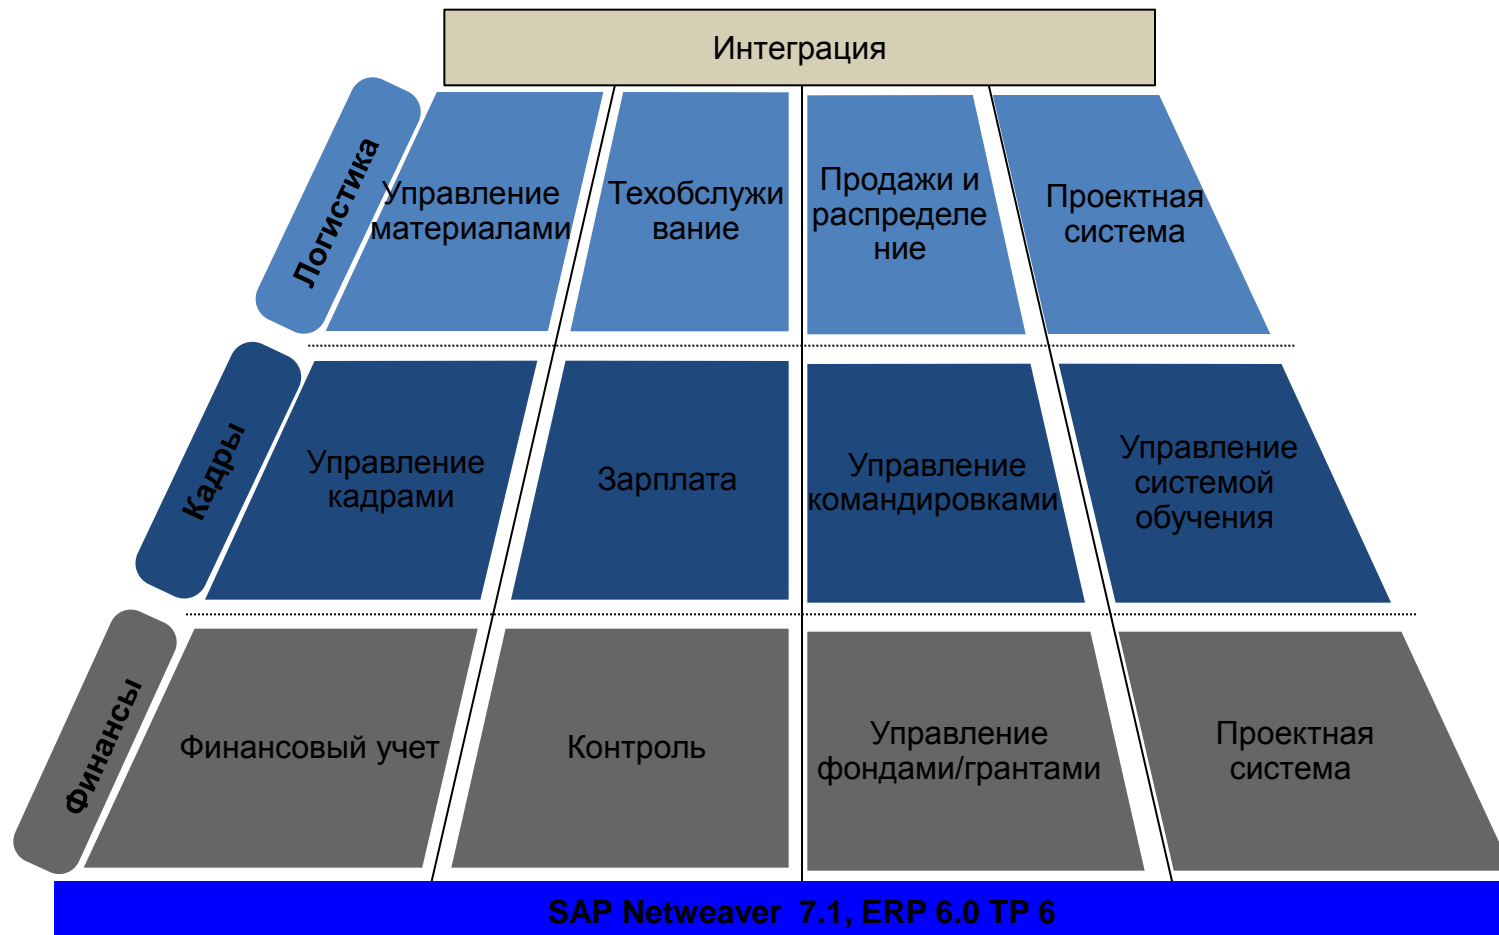 Интеграция
Логистика
Управление
материалами
Техобслужи
вание
Продажи и
распределе
ние
Проектная
система
Кадры
Управление
кадрами
Зарплата
Управление
командировками
Управление
системой
обучения
Финансы
Финансовый учет
Контроль
Управление
фондами/грантами
Проектная
система
SAP Netweaver 7.1, ERP 6.0 TP 6